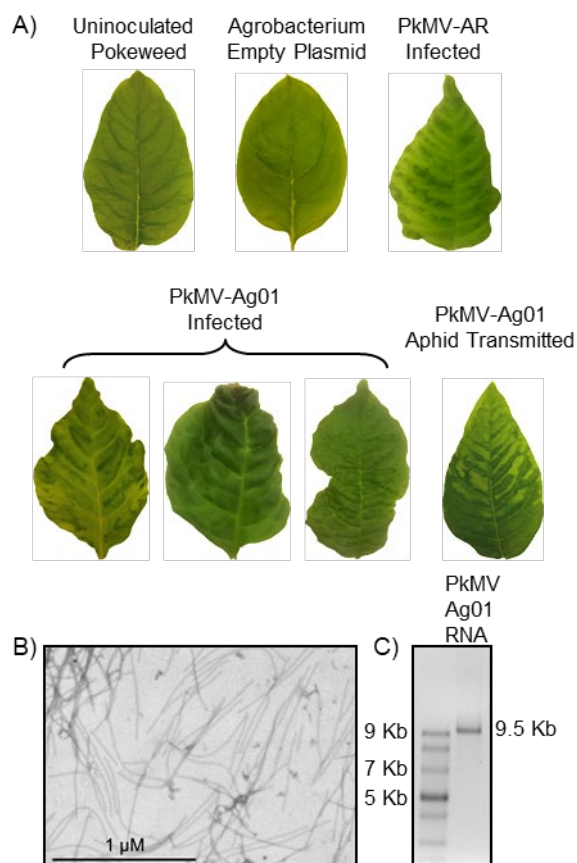 A)
Uninoculated
Pokeweed
Agrobacterium
Empty Plasmid
PkMV-AR
Infected
PkMV-Ag01
Infected
PkMV-Ag01
Aphid Transmitted
B)
1 µM
C)
PkMV
Ag01
RNA
9 Kb
7 Kb
5 Kb
9.5 Kb